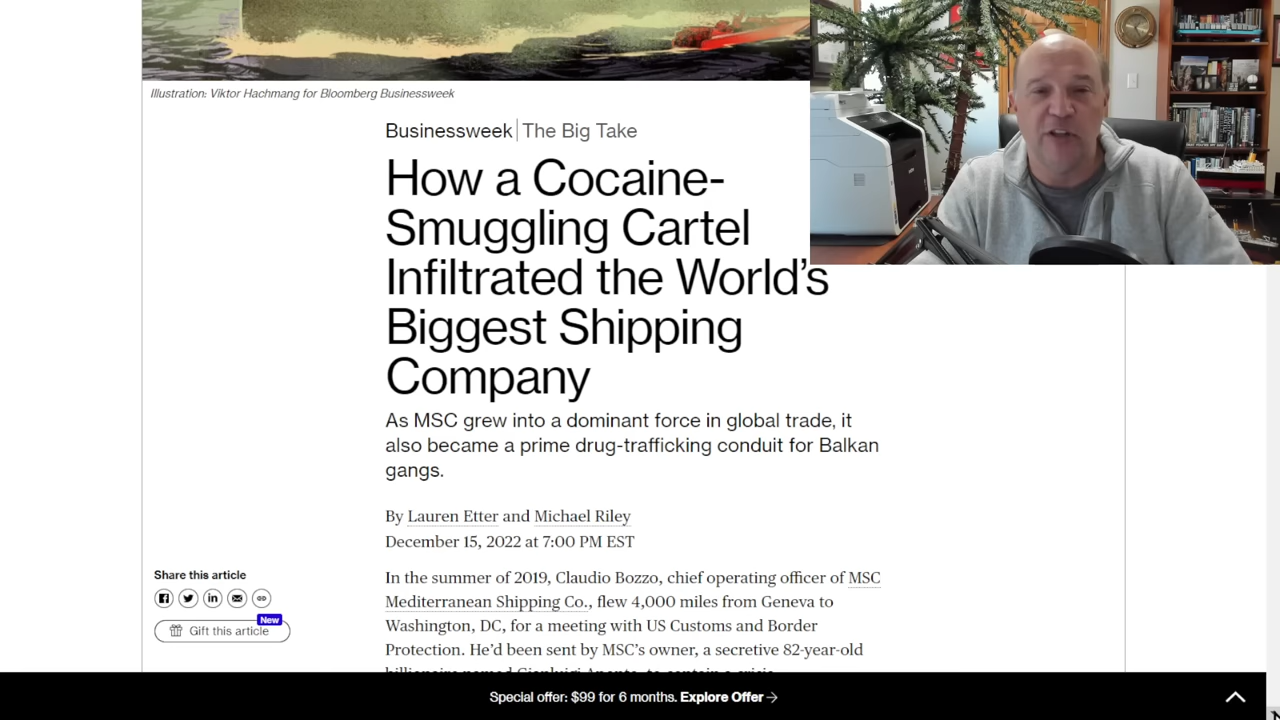 Illustration: Viktor Hachmang for Bloomberg Businessweek
Businessweek | The Big Take
How a Cocaine-
Smuggling Cartel
Infiltrated the World's
Biggest Shipping
Company
As MSC grew into a dominant force in global trade, it
also became a prime drug-trafficking conduit for Balkan
gangs.
By Lauren Etter and Michael Riley
December 15, 2022 at 7:00 PM EST
Share this article
New
Gift this article
In the summer of 2019, Claudio Bozzo, chief operating officer of MSC
Mediterranean Shipping Co., flew 4,000 miles from Geneva to
Washington, DC, for a meeting with US Customs and Border
Protection. He'd been sent by MSC's owner, a secretive 82-year-old
Special offer: $99 for 6 months. Explore Offer →